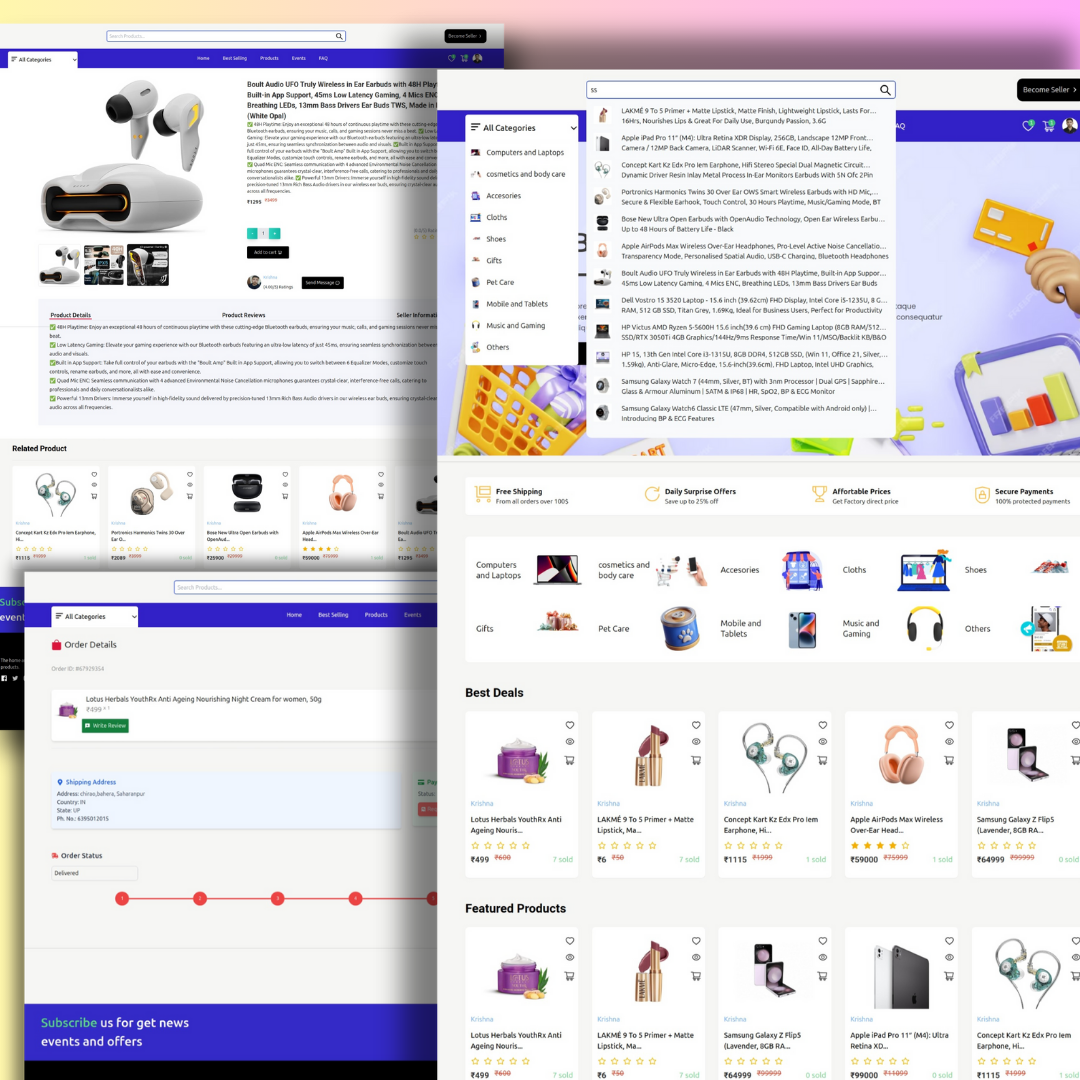 Search Products...
Become Seller
All Categories
Home
Best Selling
Products
Events
FAQ
Boult Audio UFO Truly Wireless in Ear Earbuds with 48H Play
Built-in App Support, 45ms Low Latency Gaming, 4 Mics ENC
Breathing LEDs, 13mm Bass Drivers Ear Buds TWS, Made in
(White Opal)
₹1295
₹5499
- 1 +
Add to cart
Krishna
(4.00/5) Ratings
Send Message
Product Details
Product Reviews
Seller Informat
✅ 48H Playtime: Enjoy an exceptional 48 hours of continuous playtime with these cutting-edge Bluetooth earbuds, ensuring your music, calls, and gaming sessions never mis
a beat.
✅ Low Latency Gaming: Elevate your gaming experience with our Bluetooth earbuds featuring an ultra-low latency of just 45ms, ensuring seamless synchronization between
audio and visuals.
✅Built in App Support: Take full control of your earbuds with the "Boult Amp" Built in App Support, allowing you to switch between 6 Equalizer Modes, customize touch
controls, rename earbuds, and more, all with ease and convenience.
✅ Quad Mic ENC: Seamless communication with 4 advanced Environmental Noise Cancellation microphones guarantees crystal clear, interference-free calls, catering to
professionals and daily conversationalists alike.
✅ Powerful 13mm Drivers: Immerse yourself in high-fidelity sound delivered by precision-tuned 13mm Rich Bass Audio drivers in our wireless ear buds, ensuring crystal-clear
audio across all frequencies.
Related Product
Krishna
Concept Kart Kz Edx Pro Iem Earphone,
Hi...
₹1115
₹1999
1 sold
Krishna
Portronics Harmonics Twins 30 Over
Ear O...
Krishna
Bose New Ultra Open Earbuds with
OpenAud...
₹25900
0 sold
Krishna
Apple AirPods Max Wireless Over-Ear
Head...
₹59000
₹75999
1 sold
Boult Audio UF
Ea...
₹1295
Subsc
event
The home a
products.
Search Products...
All Categories
Home
Best Selling
Products
Events
Order Details
Order ID: #67929354
Lotus Herbals YouthRx Anti Ageing Nourishing Night Cream for women, 50g
₹499 * 1
Write Review
Shipping Address
Address: chirao,bahera, Saharanpur
Country: IN
State: UP
Ph. No.: 6395012015
Pay
Status:
Order Status
Delivered
1
2
3
4
Subscribe us for get news
events and offers
ss
Become Seller
All Categories
AQ
Computers and Laptops
cosmetics and body care
Accesories
Cloths
Shoes
Gifts
Pet Care
Mobile and Tablets
Music and Gaming
Others
LAKMÉ 9 To 5 Primer + Matte Lipstick, Matte Finish, Lightweight Lipstick, Lasts For...
16Hrs, Nourishes Lips & Great For Daily Use, Burgundy Passion, 3.6G
Apple iPad Pro 11″ (M4): Ultra Retina XDR Display, 256GB, Landscape 12MP Front...
Camera / 12MP Back Camera, LiDAR Scanner, Wi-Fi 6E, Face ID, All-Day Battery Life,
Concept Kart Kz Edx Pro Iem Earphone, Hifi Stereo Special Dual Magnetic Circuit...
Dynamic Driver Resin Inlay Metal Process In-Ear Monitors Earbuds With 5N Ofc 2Pin
Portronics Harmonics Twins 30 Over Ear OWS Smart Wireless Earbuds with HD Mic,...
Secure & Flexible Earhook, Touch Control, 30 Hours Playtime, Music/Gaming Mode, BT
Bose New Ultra Open Earbuds with OpenAudio Technology, Open Ear Wireless Earbu...
Up to 48 Hours of Battery Life - Black
Apple AirPods Max Wireless Over-Ear Headphones, Pro-Level Active Noise Cancellatio...
Transparency Mode, Personalised Spatial Audio, USB-C Charging, Bluetooth Headphones
Boult Audio UFO Truly Wireless in Ear Earbuds with 48H Playtime, Built-in App Suppor...
45ms Low Latency Gaming, 4 Mics ENC, Breathing LEDs, 13mm Bass Drivers Ear Buds
Dell Vostro 15 3520 Laptop - 15.6 inch (39.62cm) FHD Display, Intel Core i5-1235U, 8 G...
RAM, 512 GB SSD, Titan Grey, 1.69Kg, Ideal for Business Users, Perfect for Productivity
HP Victus AMD Ryzen 5-5600H 15.6 inch(39.6 cm) FHD Gaming Laptop (8GB RAM/512...
SSD/RTX 3050Ti 4GB Graphics/144Hz/9ms Response Time/Win 11/MSO/Backlit KB/B&O
HP 15, 13th Gen Intel Core i3-1315U, 8GB DDR4, 512GB SSD, (Win 11, Office 21, Silver,...
1.59kg), Anti-Glare, Micro-Edge, 15.6-inch(39.6cm), FHD Laptop, Intel UHD Graphics,
Samsung Galaxy Watch 7 (44mm, Silver, BT) with 3nm Processor | Dual GPS | Sapphire...
Glass & Armour Aluminum | 5ATM & IP68 | HR, SpO2, BP & ECG Monitor
Samsung Galaxy Watch6 Classic LTE (47mm, Silver, Compatible with Android only) |...
Introducing BP & ECG Features
taque
consequatur
Free Shipping
From all orders over 100$
Daily Surprise Offers
Save up to 25% off
Affortable Prices
Get Factory direct price
Secure Payments
100% protected payments
Computers
and Laptops
cosmetics and
body care
Accesories
Cloths
Shoes
Gifts
Pet Care
Mobile and
Tablets
Music and
Gaming
Others
Best Deals
Krishna
Lotus Herbals YouthRx Anti
Ageing Nouris...
₹499
₹600
7 sold
Krishna
LAKMÉ 9 To 5 Primer + Matte
Lipstick, Ma...
₹6
₹50
7 sold
Krishna
Concept Kart Kz Edx Pro Iem
Earphone, Hi...
₹1115
₹1999
1 sold
Krishna
Apple AirPods Max Wireless
Over-Ear Head...
₹59000
₹75999
1 sold
Krishna
Samsung Galaxy Z Flip5
(Lavender, 8GB RA...
₹64999
₹99999
0 sold
Featured Products
Krishna
Lotus Herbals YouthRx Anti
Ageing Nouris...
₹499
₹600
7 sold
Krishna
LAKMÉ 9 To 5 Primer + Matte
Lipstick, Ma...
₹6
₹50
7 sold
Krishna
Samsung Galaxy Z Flip5
(Lavender, 8GB RA...
₹64999
₹99999
0 sold
Krishna
Apple iPad Pro 11″ (M4): Ultra
Retina XD...
₹99000
0 sold
Krishna
Concept Kart Kz Edx Pro Iem
Earphone, Hi...
₹1115
₹1999
1 sold